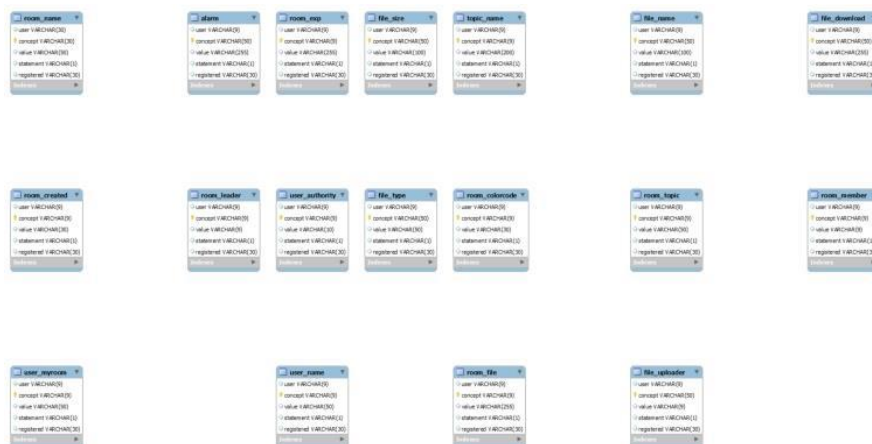 room_name
user VARCHAR(30)
concept VARCHAR(30)
value VARCHAR(50)
statement VARCHAR(1)
registered VARCHAR(30)
Indexes
alarm
user VARCHAR(9)
concept VARCHAR(50)
value VARCHAR(255)
statement VARCHAR(1)
registered VARCHAR(30)
Indexes
room_exp
user VARCHAR(9)
concept VARCHAR(9)
value VARCHAR(255)
statement VARCHAR(1)
registered VARCHAR(30)
Indexes
file_size
user VARCHAR(9)
concept VARCHAR(50)
value VARCHAR(100)
statement VARCHAR(1)
registered VARCHAR(30)
Indexes
topic_name
user VARCHAR(9)
concept VARCHAR(9)
value VARCHAR(200)
statement VARCHAR(1)
registered VARCHAR(30)
Indexes
file_name
user VARCHAR(9)
concept VARCHAR(50)
value VARCHAR(100)
statement VARCHAR(1)
registered VARCHAR(30)
Indexes
file_download
user VARCHAR(9)
concept VARCHAR(50)
value VARCHAR(255)
statement VARCHAR(1
registered VARCHAR(3
Indexes
room_created
user VARCHAR(9)
concept VARCHAR(9)
value VARCHAR(30)
statement VARCHAR(1)
registered VARCHAR(30)
Indexes
room_leader
user VARCHAR(9)
concept VARCHAR(9)
value VARCHAR(9)
statement VARCHAR(1)
registered VARCHAR(30)
Indexes
user_authority
user VARCHAR(9)
concept VARCHAR(9)
value VARCHAR(10)
statement VARCHAR(1)
registered VARCHAR(30)
Indexes
file_type
user VARCHAR(9)
concept VARCHAR(50)
value VARCHAR(50)
statement VARCHAR(1)
registered VARCHAR(30)
Indexes
room_colorcode
user VARCHAR(9)
concept VARCHAR(9)
value VARCHAR(30)
statement VARCHAR(1)
registered VARCHAR(30)
Indexes
room_topic
user VARCHAR(9)
concept VARCHAR(9)
value VARCHAR(50)
statement VARCHAR(1)
registered VARCHAR(30)
Indexes
room_member
user VARCHAR(9)
concept VARCHAR(9)
value VARCHAR(9)
statement VARCHAR(1
registered VARCHAR(3
Indexes
user_myroom
user VARCHAR(9)
concept VARCHAR(9)
value VARCHAR(50)
statement VARCHAR(1)
registered VARCHAR(30)
Indexes
user_name
user VARCHAR(9)
concept VARCHAR(9)
value VARCHAR(50)
statement VARCHAR(1)
registered VARCHAR(30)
Indexes
room_file
user VARCHAR(9)
concept VARCHAR(9)
value VARCHAR(255)
statement VARCHAR(1)
registered VARCHAR(30)
Indexes
file_uploader
user VARCHAR(9)
concept VARCHAR(50)
value VARCHAR(9)
statement VARCHAR(1)
registered VARCHAR(30)
Indexes